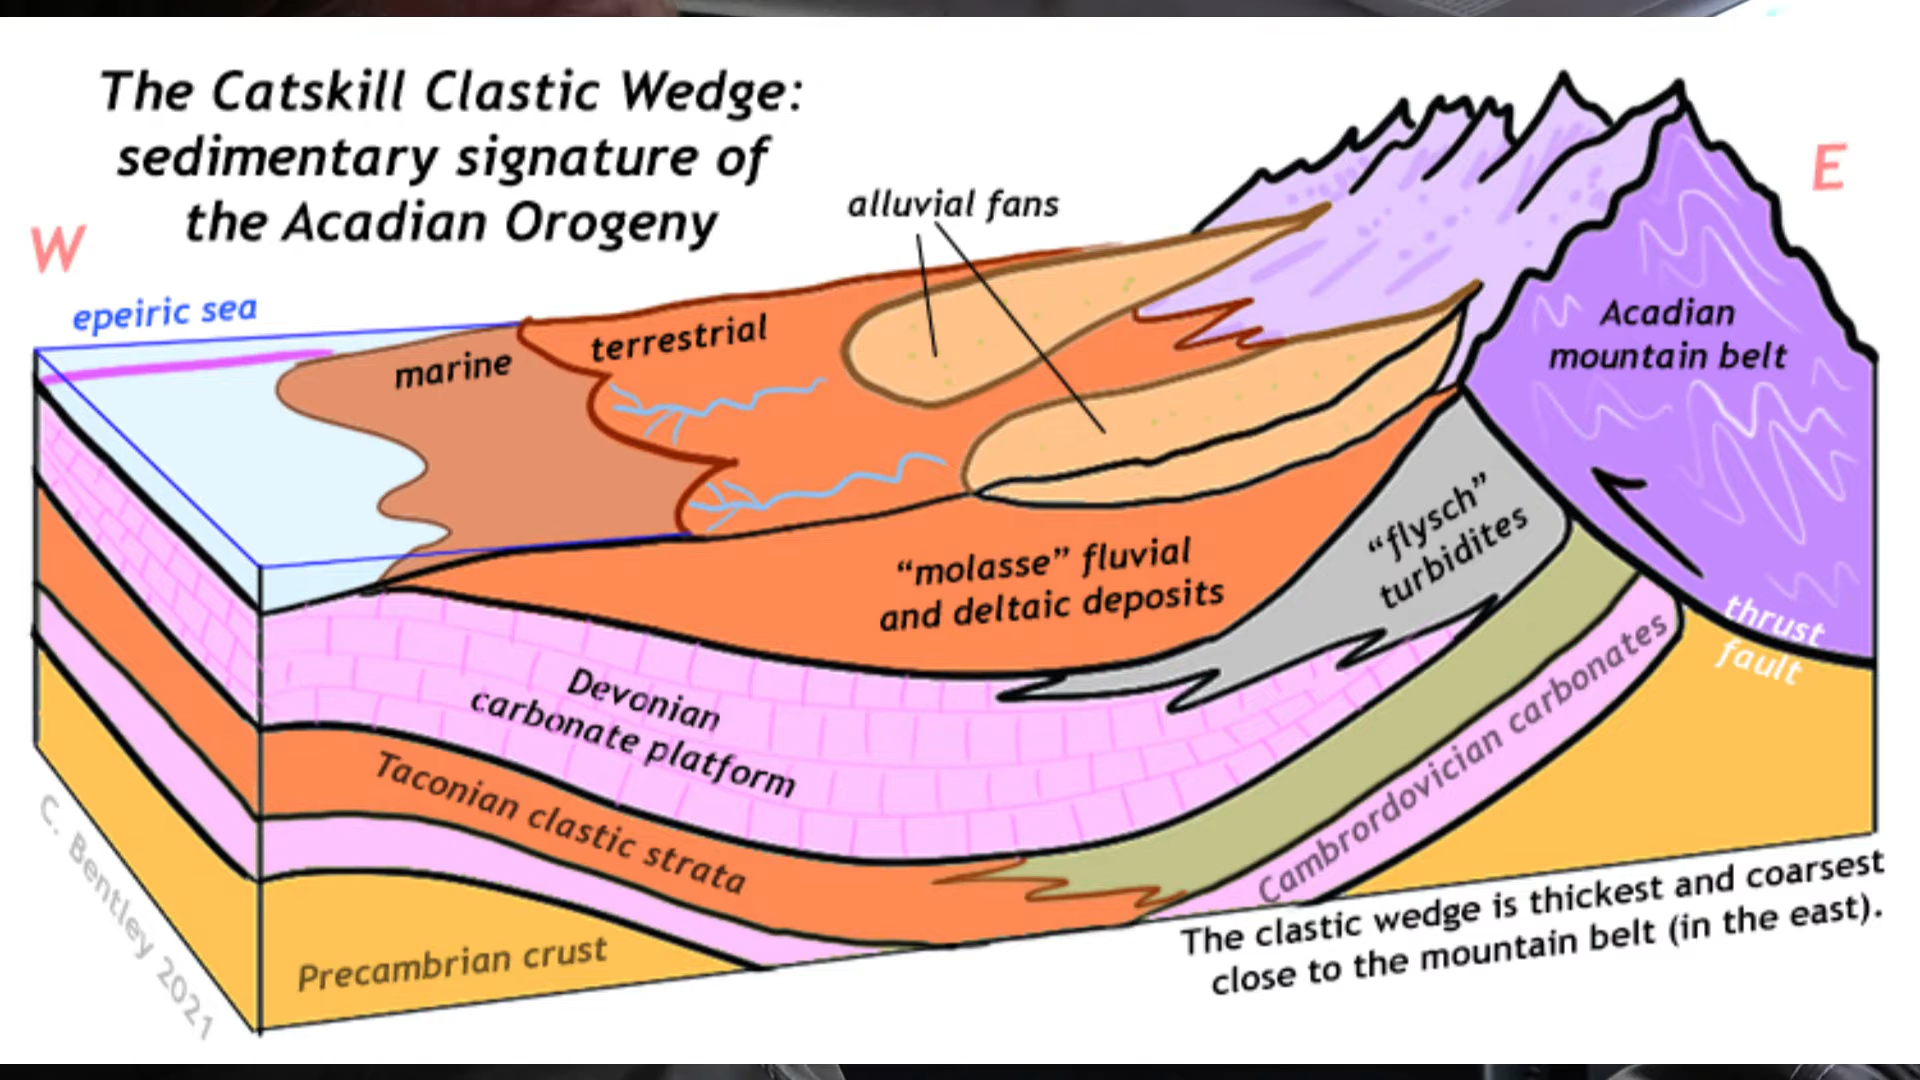 The Catskill Clastic Wedge:
sedimentary signature of
the Acadian Orogeny
W
E
epeiric sea
alluvial fans
marine
terrestrial
Acadian
mountain belt
"molasse" fluvial
and deltaic deposits
"flysch"
turbidites
thrust
fault
Devonian
carbonate platform
Taconian clastic strata
Cambrordovician carbonates
Precambrian crust
The clastic wedge is thickest and coarsest
close to the mountain belt (in the east).
C. Bentley 2021